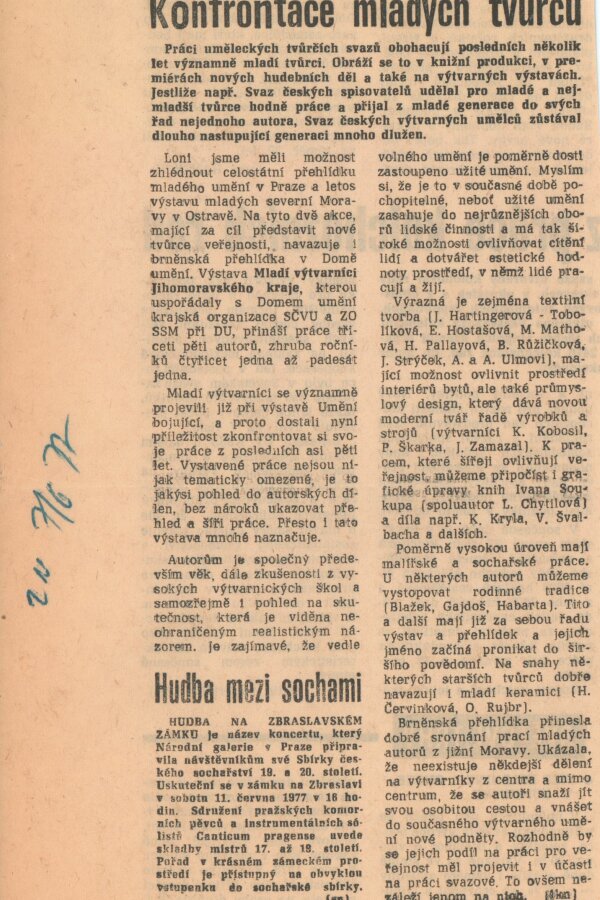 Konfrontace mladých tvůrců
Práci uměleckých tvůrčích svazů obohacují posledních několik
let významně mladí tvůrci. Obráží se to v knižní produkci, v pre-
miérách nových hudebních děl a také na výtvarných výstavách.
Jestliže např. Svaz českých spisovatelů udělal pro mladé a nej-
mladší tvůrce hodně práce a přijal z mladé generace do svých
řad nejednoho autora, Svaz českých výtvarných umělců zůstával
dlouho nastupující generaci mnoho dlužen.
Loni jsme měli možnost
zhlédnout celostátní přehlídku
mladého umění v Praze a letos
výstavu mladých severní Mora-
vy v Ostravě. Na tyto dvě akce,
mající za cíl představit nové
tvůrce veřejnosti, navazuje i
brněnská přehlídka v Domě
umění. Výstava Mladí výtvarníci
Jihomoravského kraje, kterou
uspořádaly s Domem umění
krajská organizace SČVU a ZO
SSM při DU, přináší práce tři-
ceti pěti autorů, zhruba roční-
ků čtyřicet jedna až padesát
jedna.
Mladí výtvarníci se významně
projevili již při výstavě Umění
bojující, a proto dostali nyní
příležitost zkonfrontovat si svo-
je práce z posledních asi pěti
let. Vystavené práce nejsou ni-
jak tematicky omezené, je to
jakýsi pohled do autorských dí-
len, bez nároků ukazovat pře-
hled a šíři práce. Přesto i tato
výstava mnohé naznačuje.
Autorům je společný přede-
vším věk, dále zkušenosti z vy-
sokých výtvarnických škol a
samozřejmě i pohled na sku-
tečnost, která je viděna ne-
ohraničeným realistickým ná-
zorem. Je zajímavé, že vedle
volného umění je poměrně dosti
zastoupeno užité umění. Myslím
si, že je to v současné době po-
chopitelné, neboť užité umění
zasahuje do nejrůznějších obo-
rů lidské činnosti a má tak ši-
roké možnosti ovlivňovat cítění
lidí a dotvářet estetické hod-
noty prostředí, v němž lidé pra-
cují a žijí.
Výrazná je zejména textilní
tvorba (J. Hartingerová - Tobo-
líková, E. Hostašová, M. Maťho-
vá, H. Pallayová, B. Růžičková,
J. Strýček, A. a A. Ulmovi), ma-
jící možnost ovlivnit prostředí
interiérů bytů, ale také průmys-
lový design, který dává novou
moderní tvář řadě výrobků a
strojů (výtvarníci K. Kobosil,
P. Škarka, J. Zamazal). K pra-
cem, které šířeji ovlivňují ve-
řejnost, můžeme připočíst i gra-
fické úpravy knih Ivana Sou-
kupa (spoluautor L. Chytilová)
a díla např. K. Kryla, V. Šval-
bacha a dalších.
Poměrně vysokou úroveň mají
malířské a sochařské práce.
U některých autorů můžeme
vystopovat rodinné tradice
(Blažek, Gajdoš, Habarta). Tito
a další mají již za sebou řadu
výstav a přehlídek a jejich
jméno začíná pronikat do šir-
šího povědomí. Na snahy ně-
kterých starších tvůrců dobře
navazují i mladí keramici (H.
Červinková, O. Rujbr).
Brněnská přehlídka přinesla
dobré srovnání prací mladých
autorů z jižní Moravy. Ukázala,
že neexistuje někdejší dělení
na výtvarníky z centra a mimo
centrum, že se autoři snaží jít
svou osobitou cestou a vnášet
do současného výtvarného umě-
ní nové podněty. Rozhodně by
se jejich podíl na práci pro ve-
řejnost měl projevit i v účasti
na práci svazové. To ovšem ne-
záleží jenom na nich.
Hudba mezi sochami
HUDBA NA ZBRASLAVSKÉM
ZÁMKU je název koncertu, který
Národní galerie v Praze připra-
vila návštěvníkům své Sbírky čes-
kého sochařství 19. a 20. století.
Uskuteční se v zámku na Zbraslavi
v sobotu 11. června 1977 v 16 ho-
din. Sdružení pražských komor-
ních pěvců a instrumentálních só-
listů Canticum pragense uvede
skladby mistrů 17. až 18. století.
Pořad v krásném zámeckém pro-
středí je přístupný na obvyklou
vstupenku do sochařské sbírky.